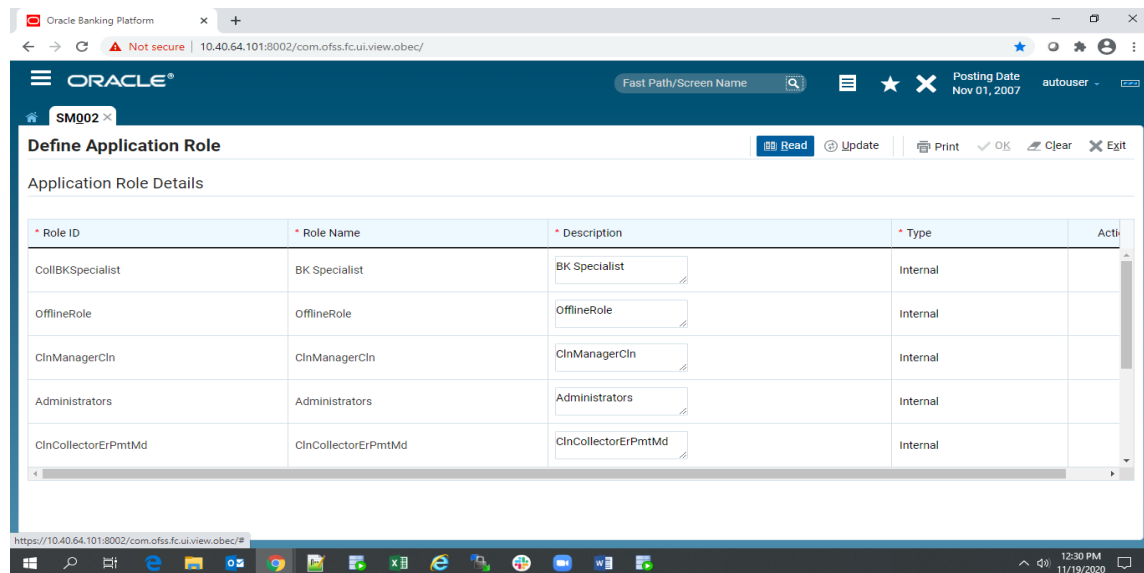 Oracle Banking Platform
Not secure | 10.40.64.101:8002/com.ofss.fc.ui.view.obec/
ORACLE®
Fast Path/Screen Name
Posting Date
Nov 01, 2007
autouser
SM002
Define Application Role
Read
Update
Print
OK
Clear
Exit
Application Role Details
* Role ID * Role Name * Description * Type Acti
CollBKSpecialist BK Specialist BK Specialist Internal
OfflineRole OfflineRole OfflineRole Internal
ClnManagerCln ClnManagerCln ClnManagerCln Internal
Administrators Administrators Administrators Internal
ClnCollectorErPmtMd ClnCollectorErPmtMd ClnCollectorErPmtMd Internal
https://10.40.64.101:8002/com.ofss.fc.ui.view.obec/#
12:30 PM
11/19/2020